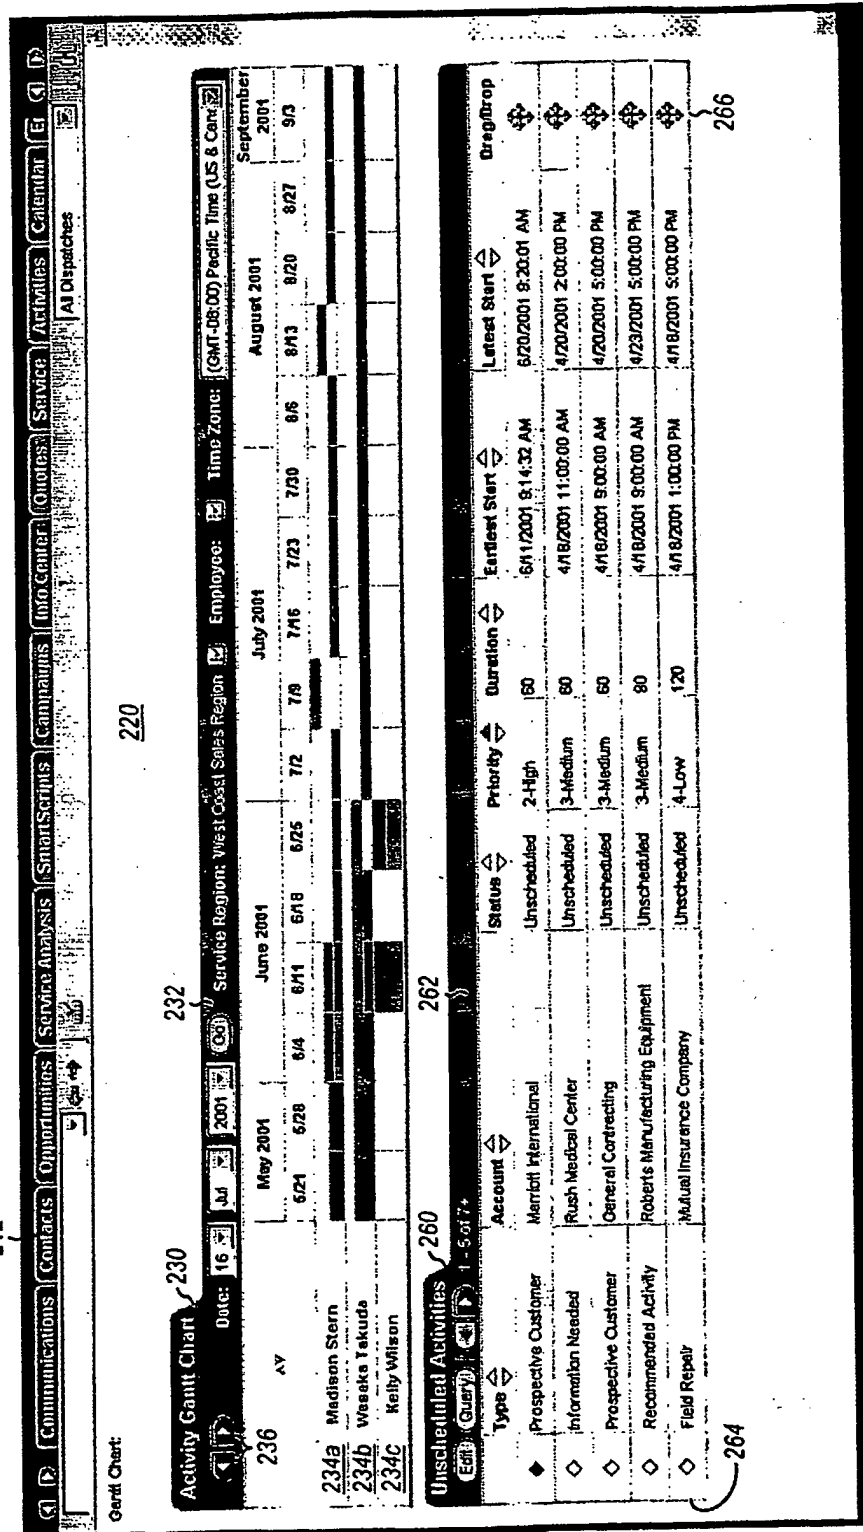 Communications Contacts Opportunities Service Analysis SmartScripts Campaigns Info Center Quotes Service Activities Calendar
All Dispatches
Gantt Chart:
220
Activity Gantt Chart 230
232
Date: 16 Jul 2001 Go Service Region: West Coast Sales Region Employee: Time Zone: (GMT-08:00) Pacific Time (US & Can
236
May 2001 June 2001 July 2001 August 2001 September 2001
5/21 5/28 6/4 6/11 6/18 6/25 7/2 7/9 7/16 7/23 7/30 8/6 8/13 8/20 8/27 9/3
234a Madison Stern
234b Wasaka Takuda
234c Kelly Wilson
Unscheduled Activities 260
262
Edit Query 1 - 5 of 7+
Type Account Status Priority Duration Earliest Start Latest Start Drag/Drop
Prospective Customer Marriott International Unscheduled 2-High 60 6/11/2001 9:14:32 AM 6/20/2001 9:20:01 AM
Information Needed Rush Medical Center Unscheduled 3-Medium 60 4/18/2001 11:00:00 AM 4/20/2001 2:00:00 PM
Prospective Customer General Contracting Unscheduled 3-Medium 60 4/18/2001 9:00:00 AM 4/20/2001 5:00:00 PM
Recommended Activity Roberts Manufacturing Equipment Unscheduled 3-Medium 4/18/2001 9:00:00 AM 4/23/2001 5:00:00 PM
Field Repair Mutual Insurance Company Unscheduled 4-Low 120 4/18/2001 1:00:00 PM 4/18/2001 5:00:00 PM
264
266